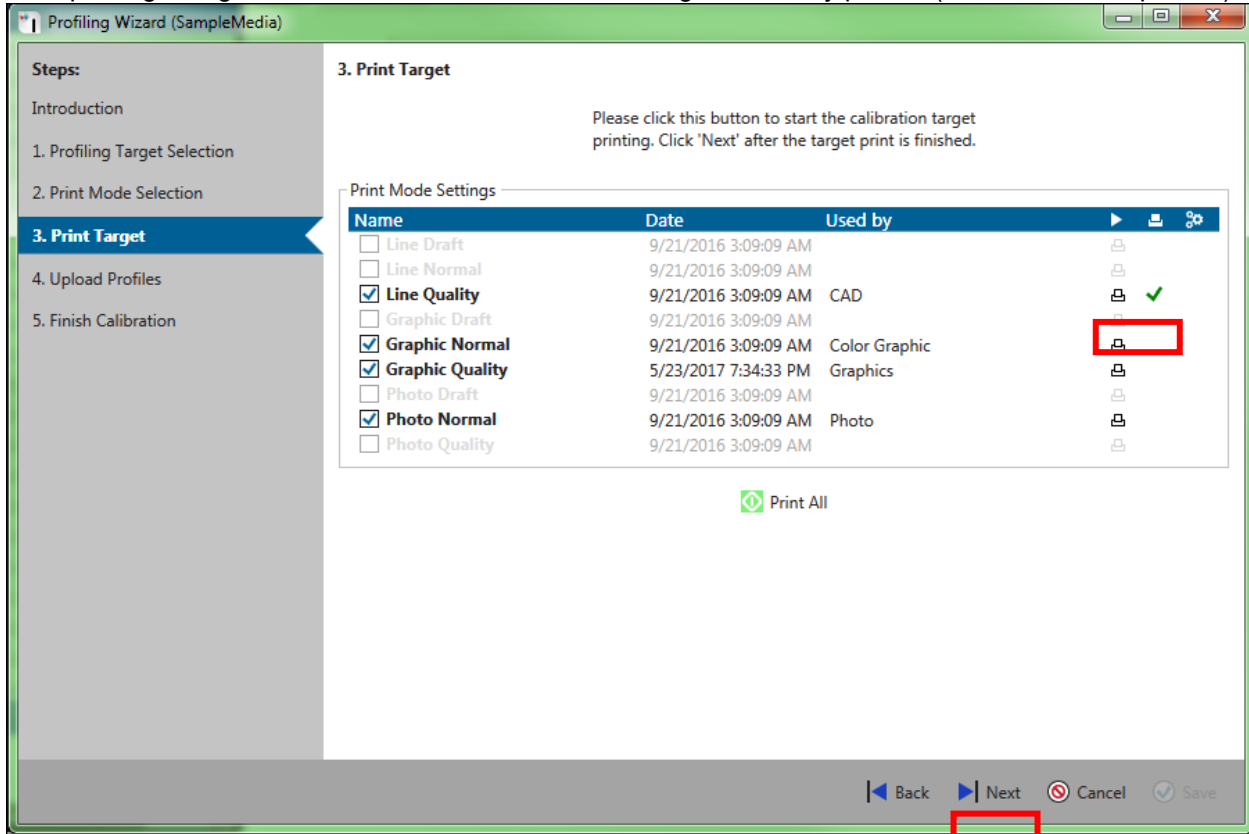 Profiling Wizard (SampleMedia)
Steps:
Introduction
1. Profiling Target Selection
2. Print Mode Selection
3. Print Target
4. Upload Profiles
5. Finish Calibration
3. Print Target
Please click this button to start the calibration target
printing. Click 'Next' after the target print is finished.
Print Mode Settings
Name Date Used by
Line Draft 9/21/2016 3:09:09 AM
Line Normal 9/21/2016 3:09:09 AM
Line Quality 9/21/2016 3:09:09 AM CAD
Graphic Draft 9/21/2016 3:09:09 AM
Graphic Normal 9/21/2016 3:09:09 AM Color Graphic
Graphic Quality 5/23/2017 7:34:33 PM Graphics
Photo Draft 9/21/2016 3:09:09 AM
Photo Normal 9/21/2016 3:09:09 AM Photo
Photo Quality 9/21/2016 3:09:09 AM
Print All
Back Next Cancel Save